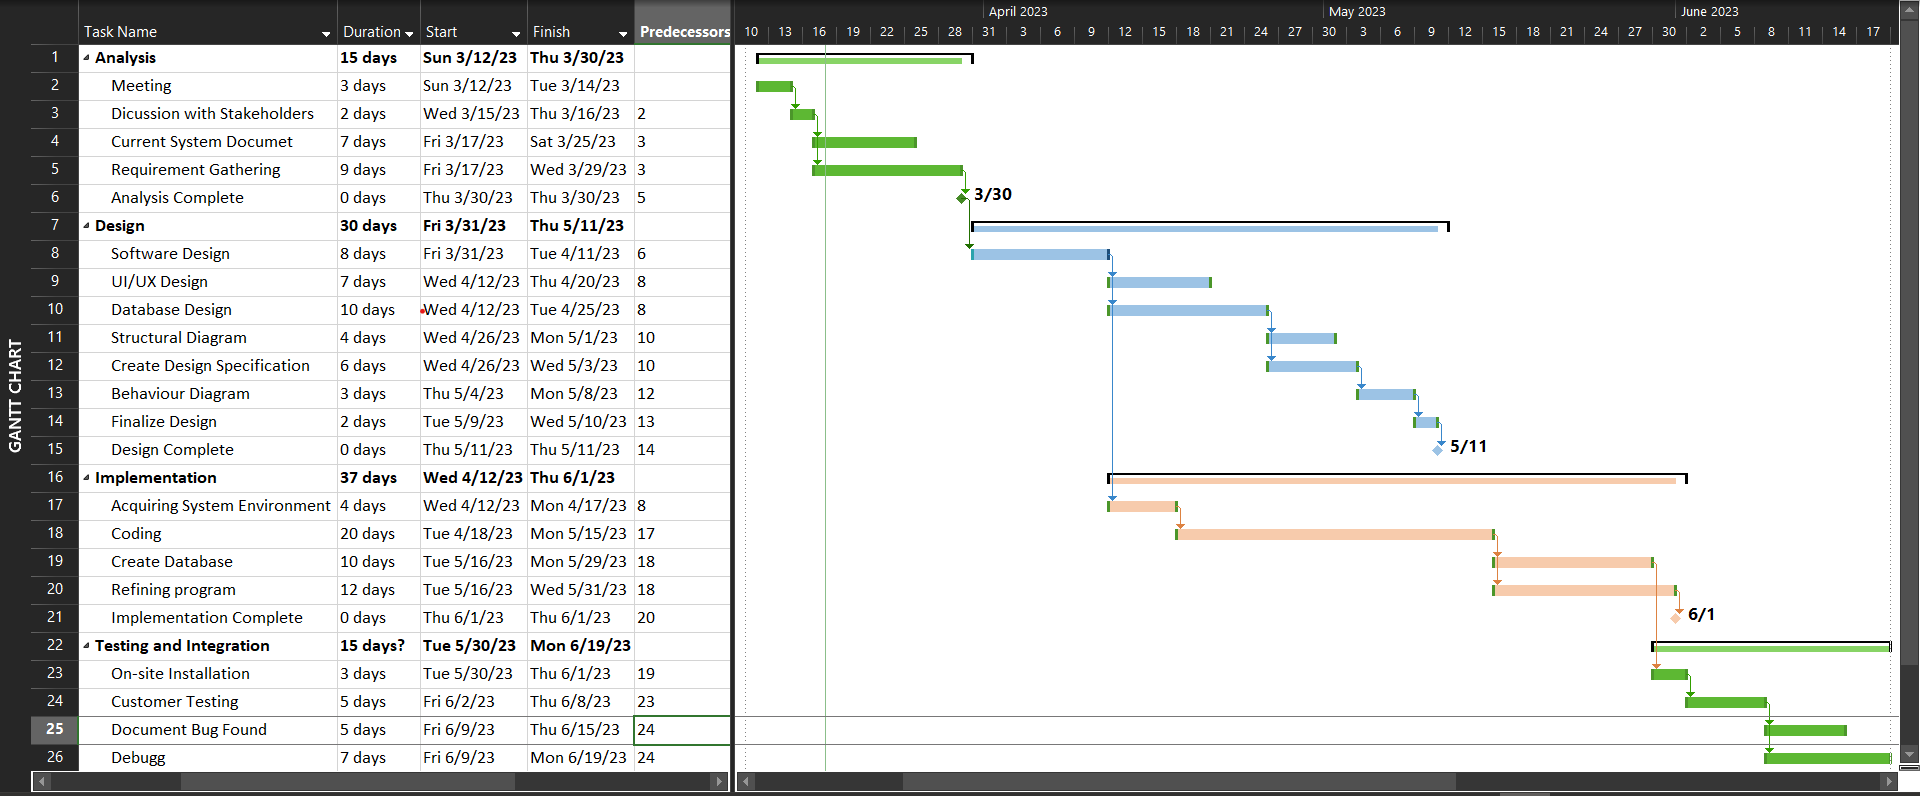 April 2023 May 2023 June 2023
Task Name Duration Start Finish Predecessors 10 13 16 19 22 25 28 31 3 6 9 12 15 18 21 24 27 30 3 6 9 12 15 18 21 24 27 30 2 5 8 11 14 17
1 Analysis 15 days Sun 3/12/23 Thu 3/30/23
2 Meeting 3 days Sun 3/12/23 Tue 3/14/23
3 Dicussion with Stakeholders 2 days Wed 3/15/23 Thu 3/16/23 2
4 Current System Documet 7 days Fri 3/17/23 Sat 3/25/23 3
5 Requirement Gathering 9 days Fri 3/17/23 Wed 3/29/23 3
6 Analysis Complete 0 days Thu 3/30/23 Thu 3/30/23 5 3/30
7 Design 30 days Fri 3/31/23 Thu 5/11/23
8 Software Design 8 days Fri 3/31/23 Tue 4/11/23 6
9 UI/UX Design 7 days Wed 4/12/23 Thu 4/20/23 8
10 Database Design 10 days Wed 4/12/23 Tue 4/25/23 8
11 Structural Diagram 4 days Wed 4/26/23 Mon 5/1/23 10
12 Create Design Specification 6 days Wed 4/26/23 Wed 5/3/23 10
13 Behaviour Diagram 3 days Thu 5/4/23 Mon 5/8/23 12
14 Finalize Design 2 days Tue 5/9/23 Wed 5/10/23 13
15 Design Complete 0 days Thu 5/11/23 Thu 5/11/23 14 5/11
16 Implementation 37 days Wed 4/12/23 Thu 6/1/23
17 Acquiring System Environment 4 days Wed 4/12/23 Mon 4/17/23 8
18 Coding 20 days Tue 4/18/23 Mon 5/15/23 17
19 Create Database 10 days Tue 5/16/23 Mon 5/29/23 18
20 Refining program 12 days Tue 5/16/23 Wed 5/31/23 18
21 Implementation Complete 0 days Thu 6/1/23 Thu 6/1/23 20 6/1
22 Testing and Integration 15 days? Tue 5/30/23 Mon 6/19/23
23 On-site Installation 3 days Tue 5/30/23 Thu 6/1/23 19
24 Customer Testing 5 days Fri 6/2/23 Thu 6/8/23 23
25 Document Bug Found 5 days Fri 6/9/23 Thu 6/15/23 24
26 Debugg 7 days Fri 6/9/23 Mon 6/19/23 24
GANTT CHART